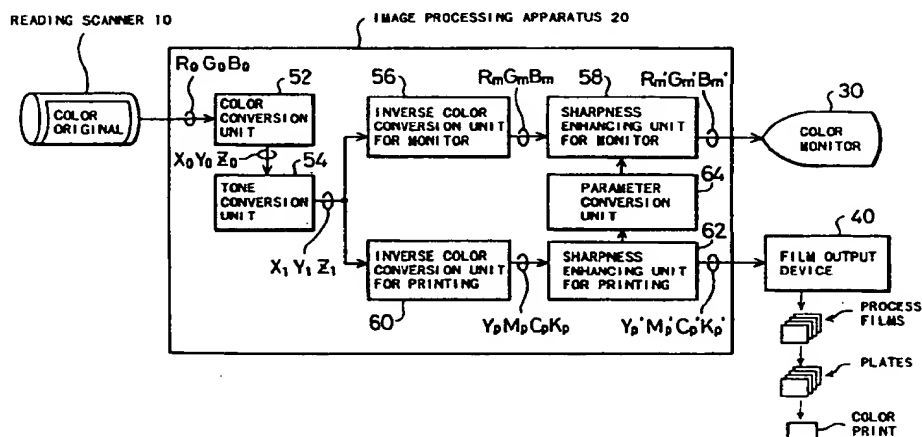 READING SCANNER 10
IMAGE PROCESSING APPARATUS 20
COLOR
ORIGINAL
R₀G₀B₀
52
COLOR
CONVERSION
UNIT
X₀Y₀Z₀
54
TONE
CONVERSION
UNIT
X₁Y₁Z₁
56
INVERSE COLOR
CONVERSION UNIT
FOR MONITOR
RmGmBm
58
SHARPNESS
ENHANCING UNIT
FOR MONITOR
Rm'Gm'Bm'
30
COLOR
MONITOR
64
PARAMETER
CONVERSION
UNIT
INVERSE COLOR
CONVERSION UNIT
FOR PRINTING
60
YpMpCpKp
62
SHARPNESS
ENHANCING UNIT
FOR PRINTING
Yp'Mp'Cp'Kp'
40
FILM OUTPUT
DEVICE
PROCESS
FILMS
PLATES
COLOR
PRINT